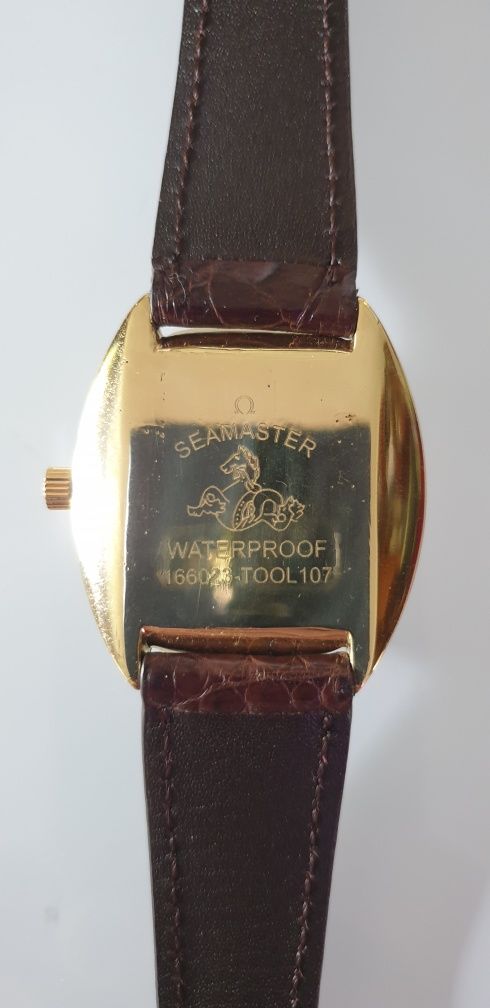 Ω
SEAMASTER
WATERPROOF
166023-TOOL107